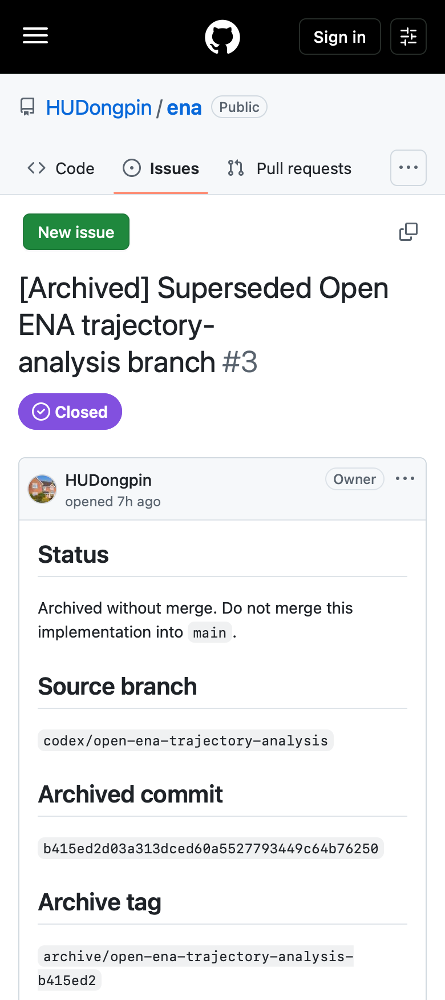 Sign in
HUDongpin / ena Public
Code Issues Pull requests
New issue
[Archived] Superseded Open
ENA trajectory-
analysis branch #3
Closed
HUDongpin Owner
opened 7h ago
Status
Archived without merge. Do not merge this
implementation into main.
Source branch
codex/open-ena-trajectory-analysis
Archived commit
b415ed2d03a313dced60a5527793449c64b76250
Archive tag
archive/open-ena-trajectory-analysis-
b415ed2